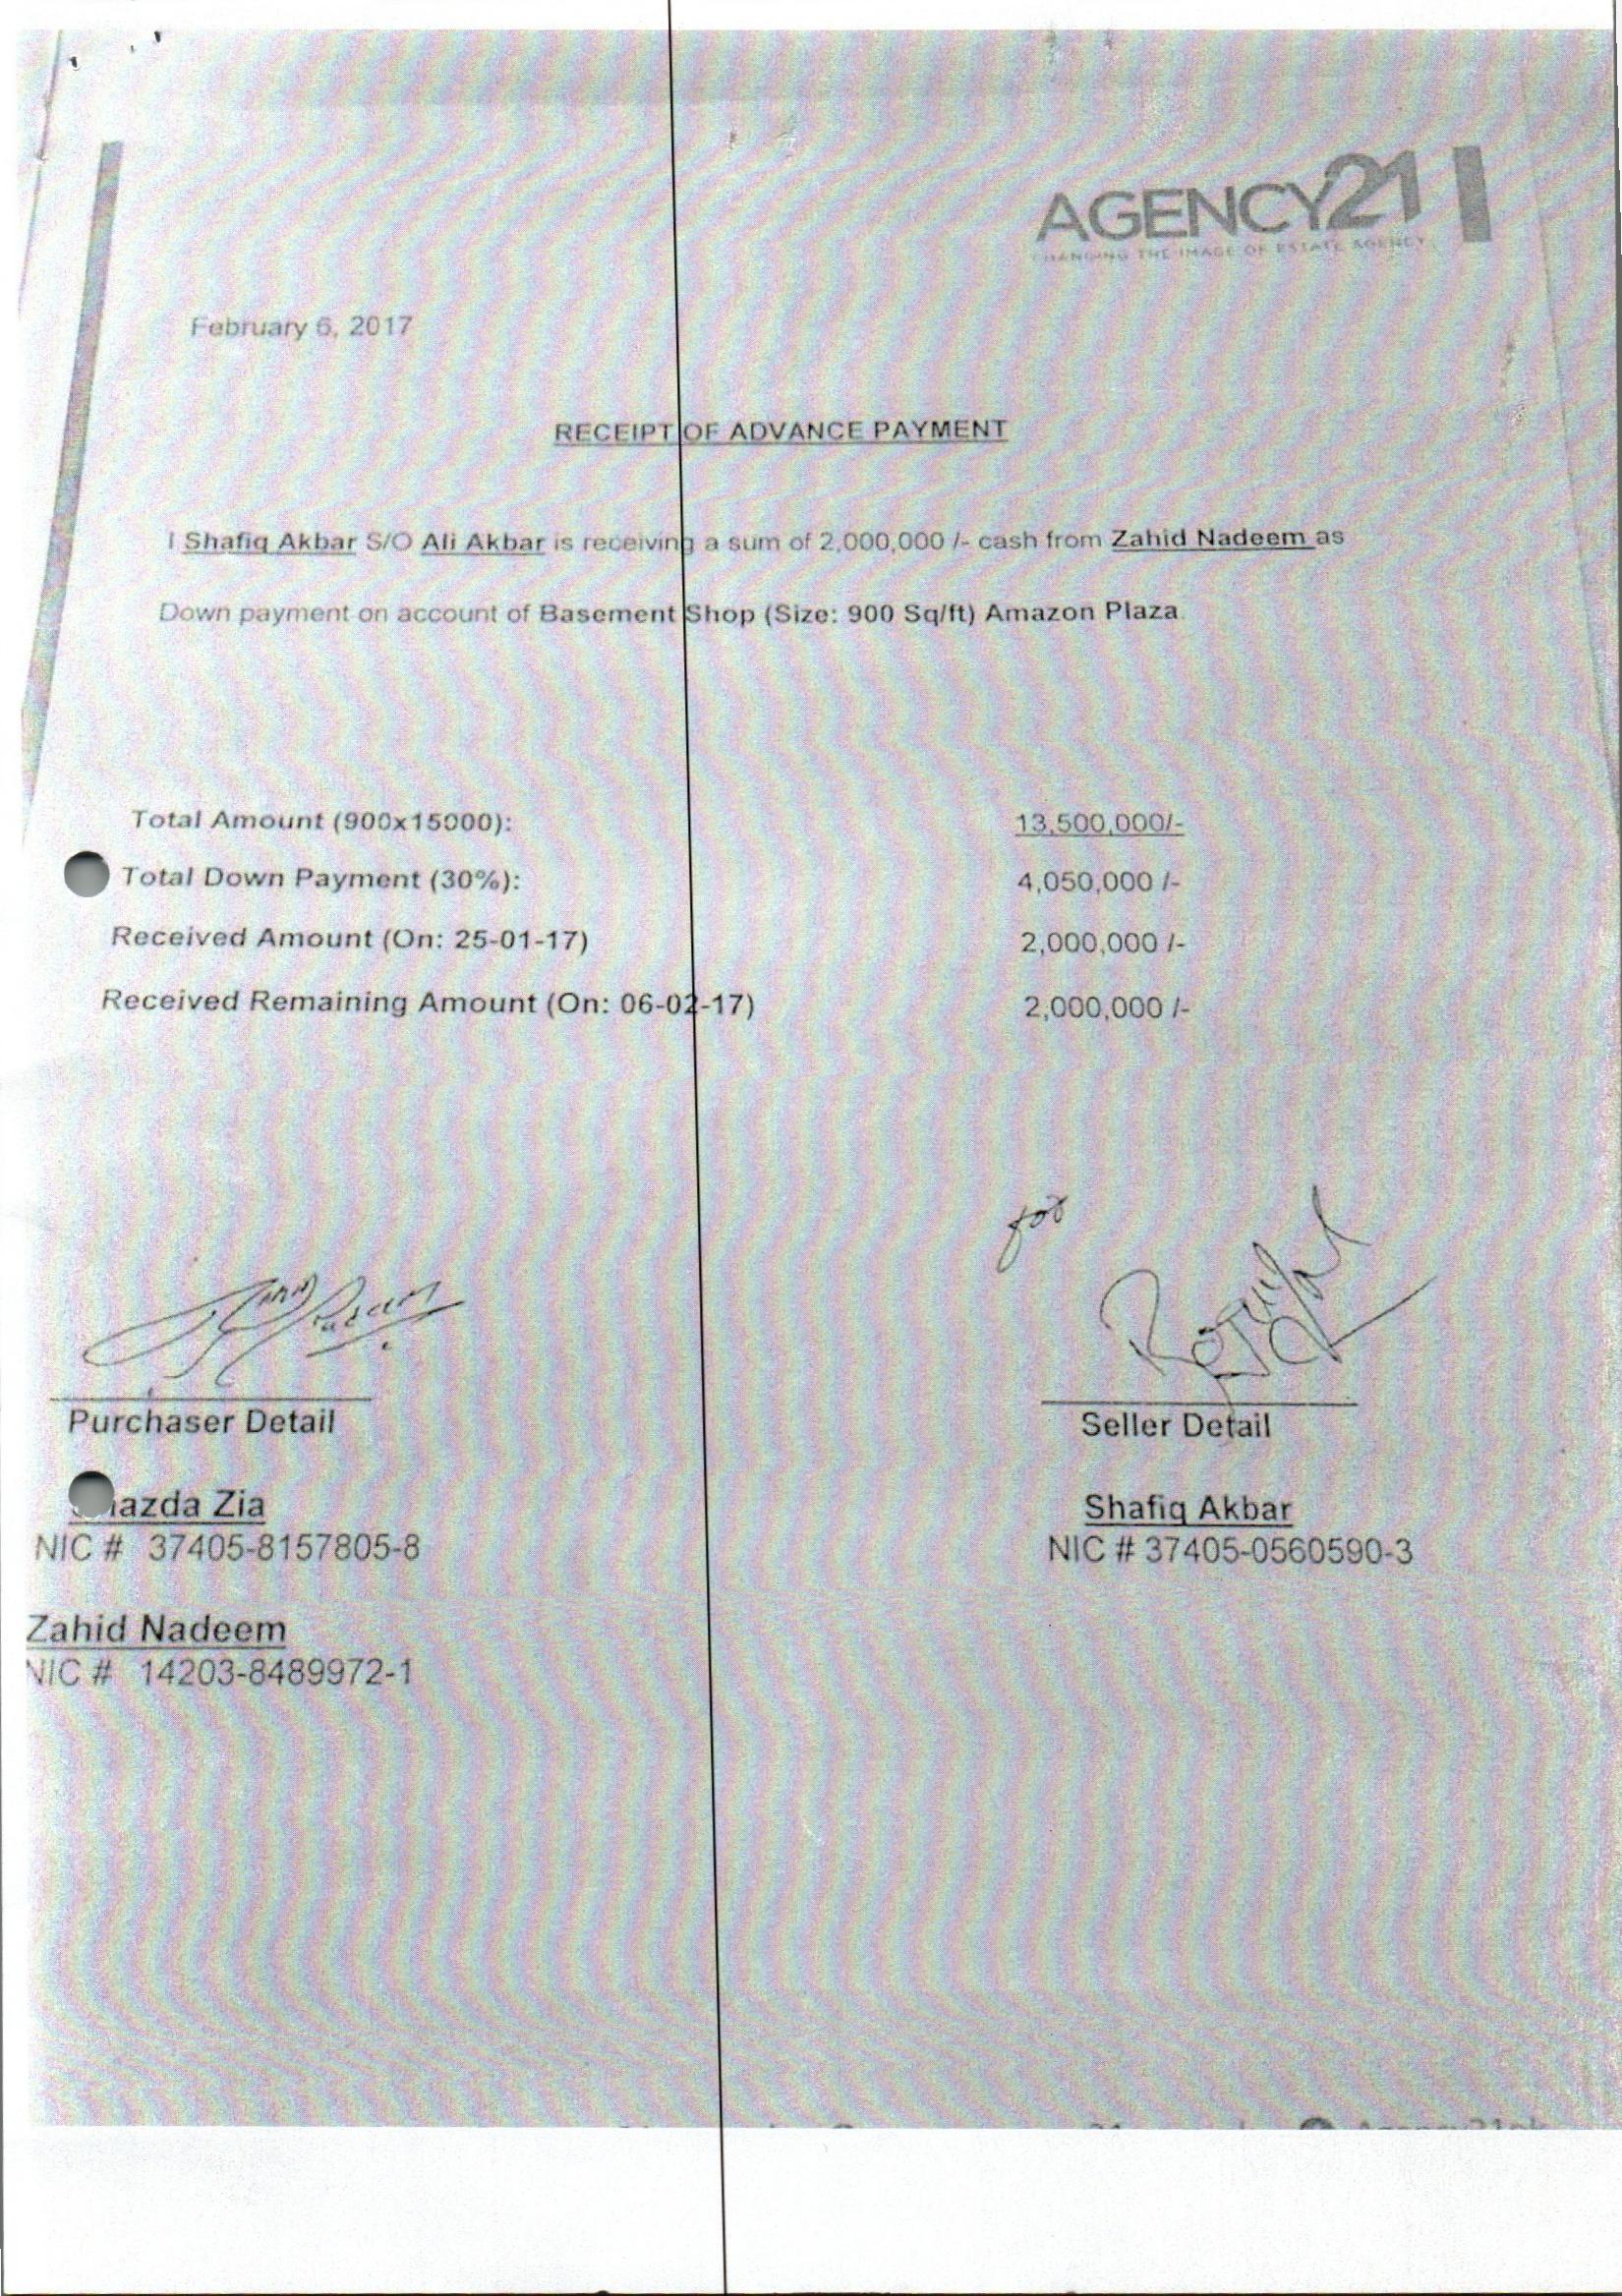 AGENCY21
CHANGING THE IMAGE OF ESTATE AGENCY
February 6, 2017
RECEIPT OF ADVANCE PAYMENT
I Shafiq Akbar S/O Ali Akbar is receiving a sum of 2,000,000 /- cash from Zahid Nadeem as
Down payment on account of Basement Shop (Size: 900 Sq/ft) Amazon Plaza
Total Amount (900x15000): 13,500,000/-
Total Down Payment (30%): 4,050,000 /-
Received Amount (On: 25-01-17) 2,000,000 /-
Received Remaining Amount (On: 06-02-17) 2,000,000 /-
for
Purchaser Detail Seller Detail
Zia Shafiq Akbar
NIC # 37405-8157805-8 NIC # 37405-0560590-3
Zahid Nadeem
NIC # 14203-8489972-1